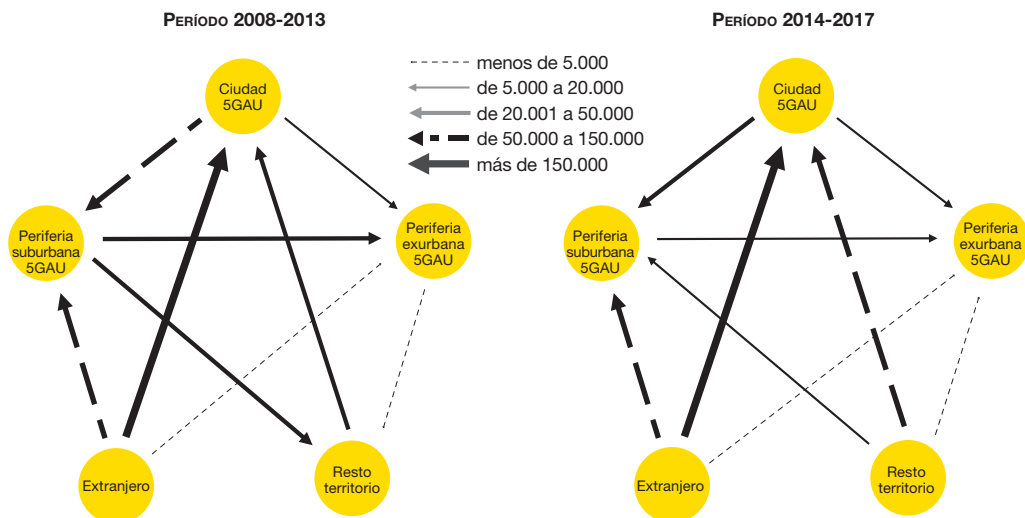 PERÍODO 2008-2013
Ciudad
5GAU
Periferia
suburbana
5GAU
Periferia
exurbana
5GAU
Extranjero
Resto
territorio
menos de 5.000
de 5.000 a 20.000
de 20.001 a 50.000
de 50.000 a 150.000
más de 150.000
PERÍODO 2014-2017
Ciudad
5GAU
Periferia
suburbana
5GAU
Periferia
exurbana
5GAU
Extranjero
Resto
territorio